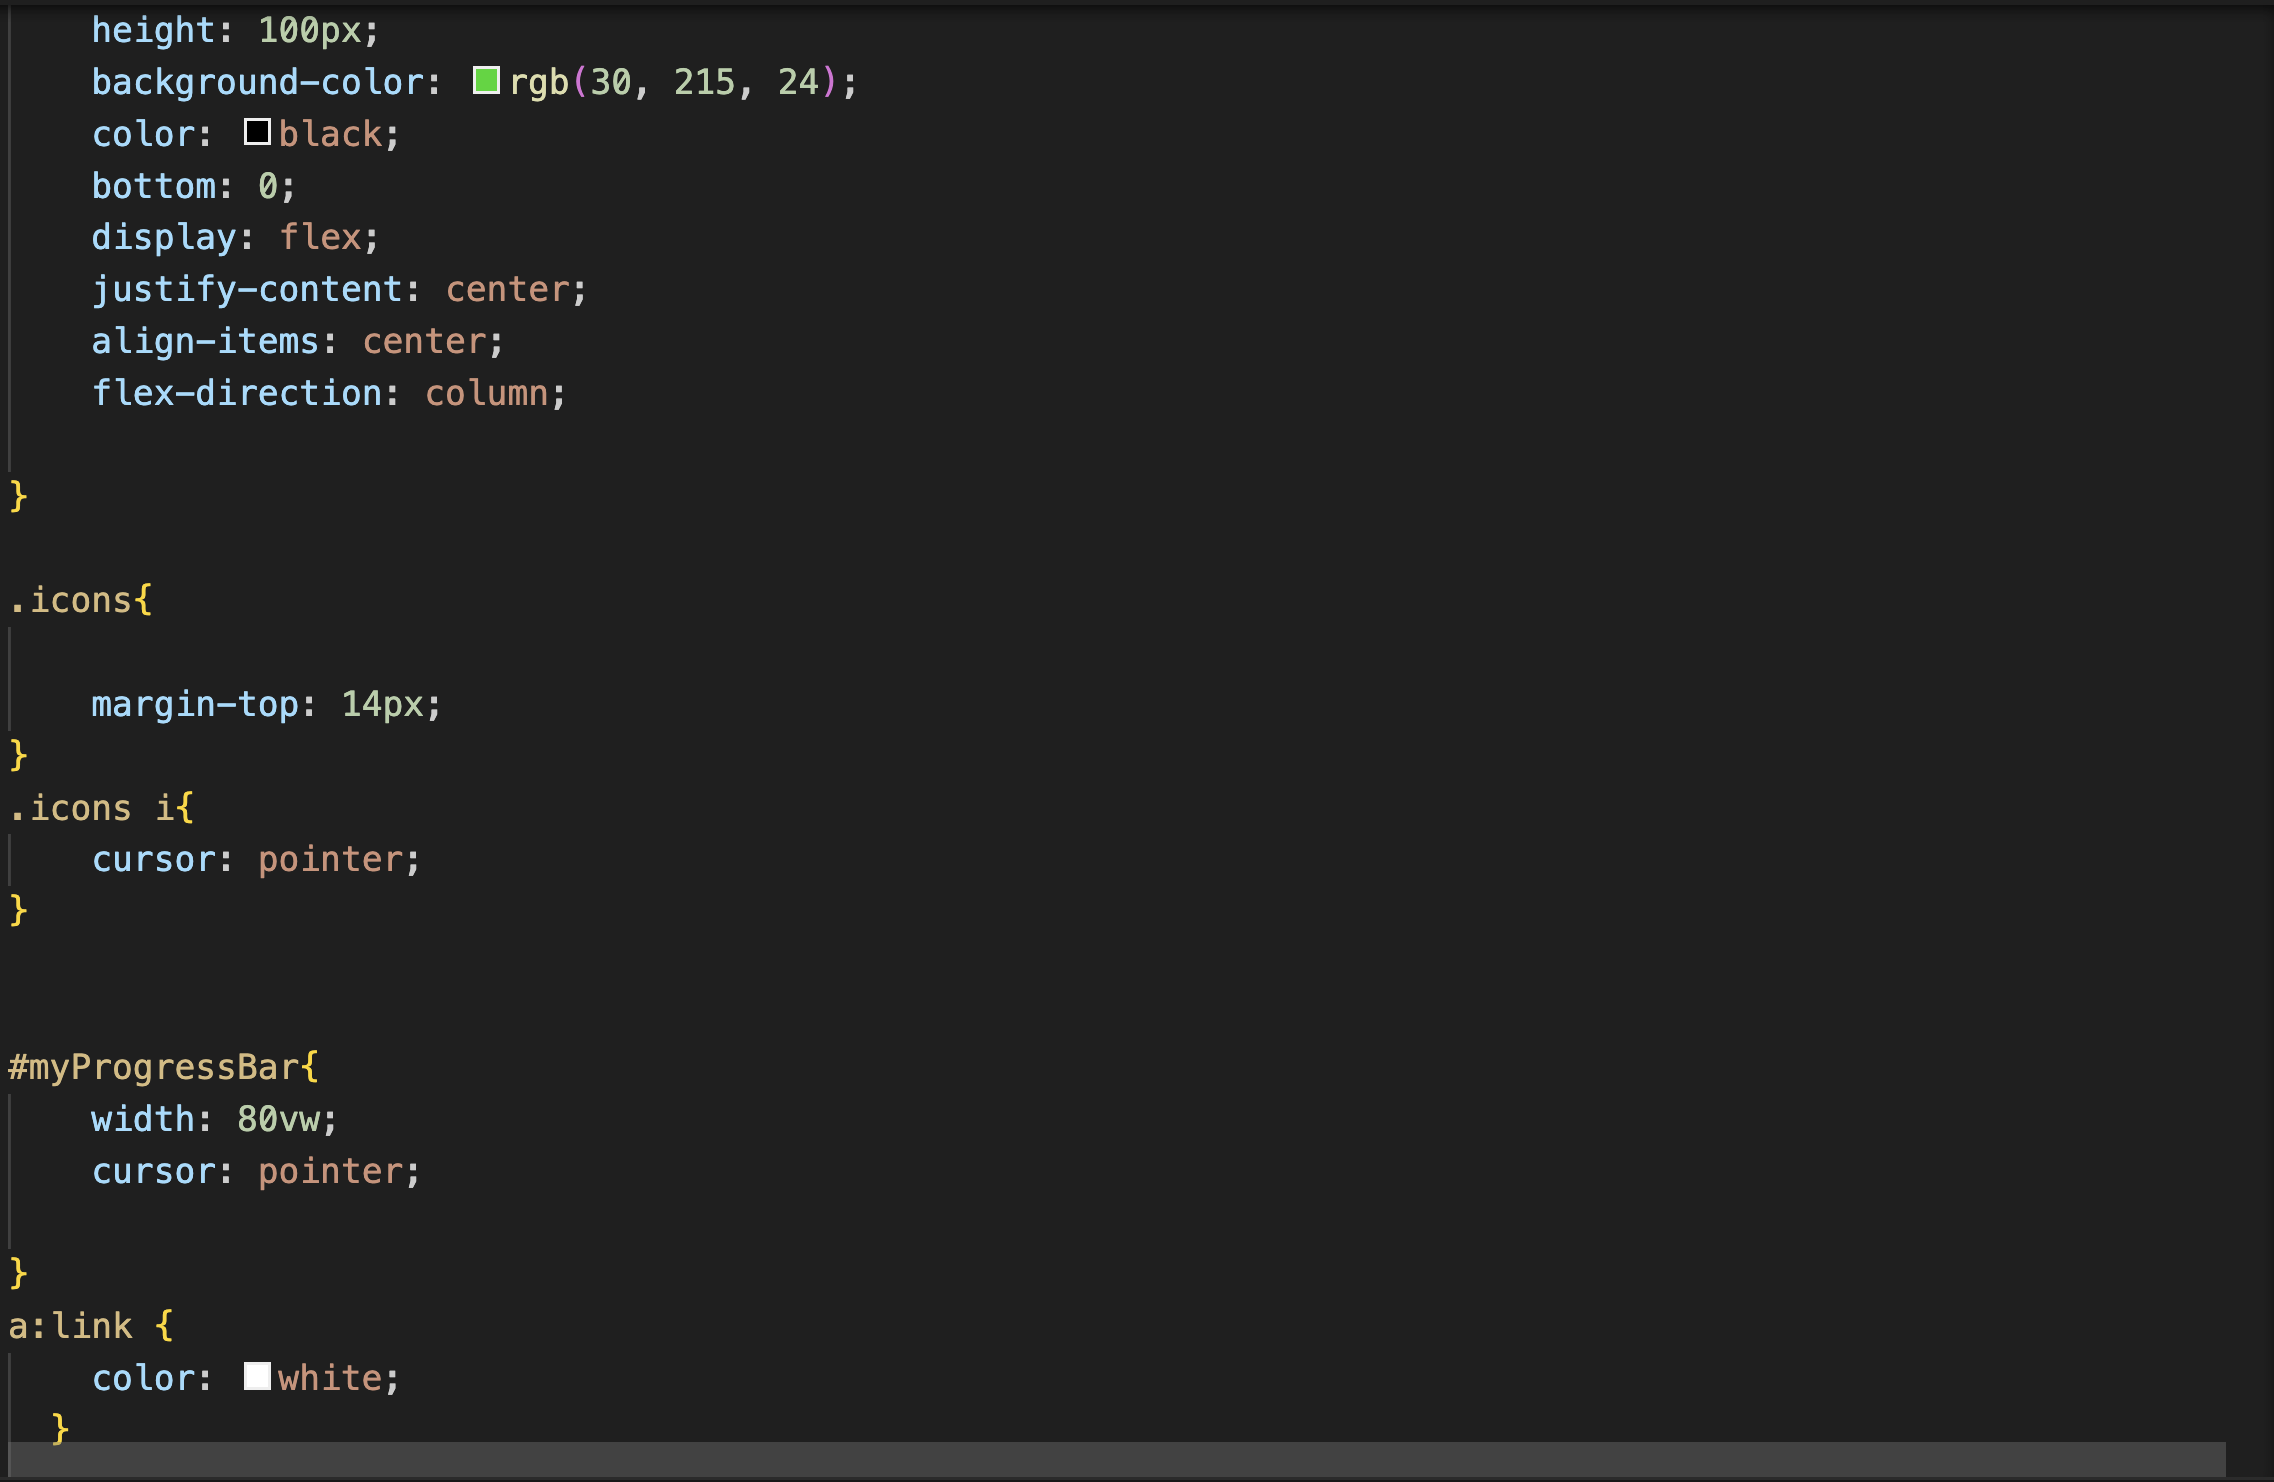 height: 100px;
background-color: rgb(30, 215, 24);
color: black;
bottom: 0;
display: flex;
justify-content: center;
align-items: center;
flex-direction: column;
}
.icons{
margin-top: 14px;
}
.icons i{
cursor: pointer;
}
#myProgressBar{
width: 80vw;
cursor: pointer;
}
a:link {
color: white;
}